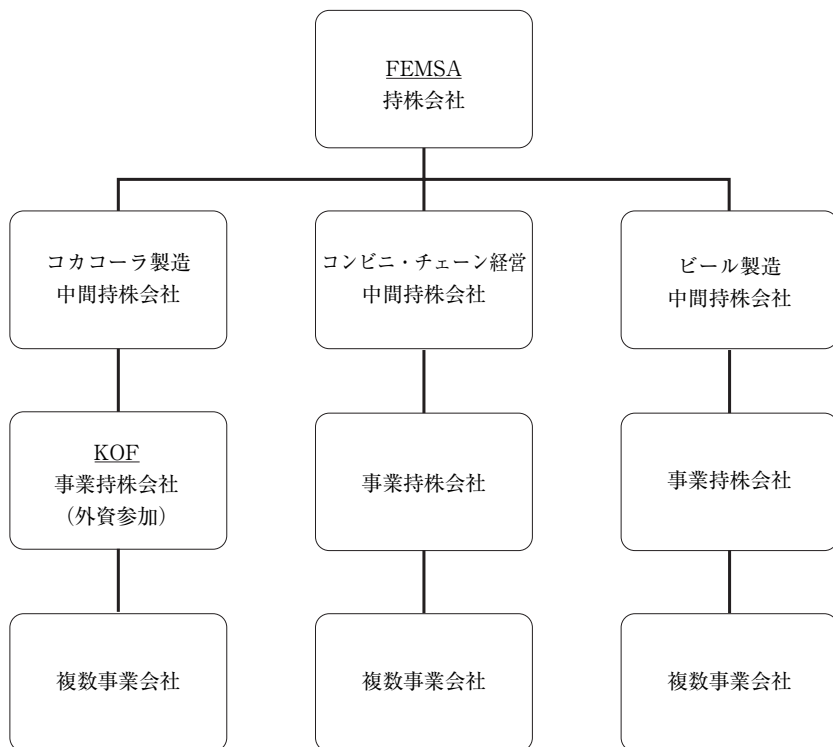 FEMSA
持株会社
コカコーラ製造
中間持株会社
コンビニ・チェーン経営
中間持株会社
ビール製造
中間持株会社
KOF
事業持株会社
（外資参加）
事業持株会社
事業持株会社
複数事業会社
複数事業会社
複数事業会社